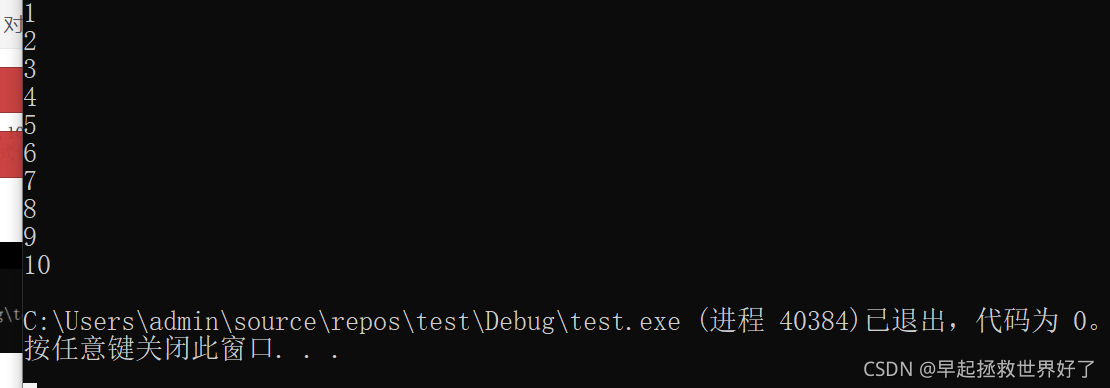 对
1
2
3
4
5
6
7
8
9
10
C:\Users\admin\source\repos\test\Debug\test.exe (进程 40384)已退出，代码为 0。
按任意键关闭此窗口. . .
CSDN @早起拯救世界好了